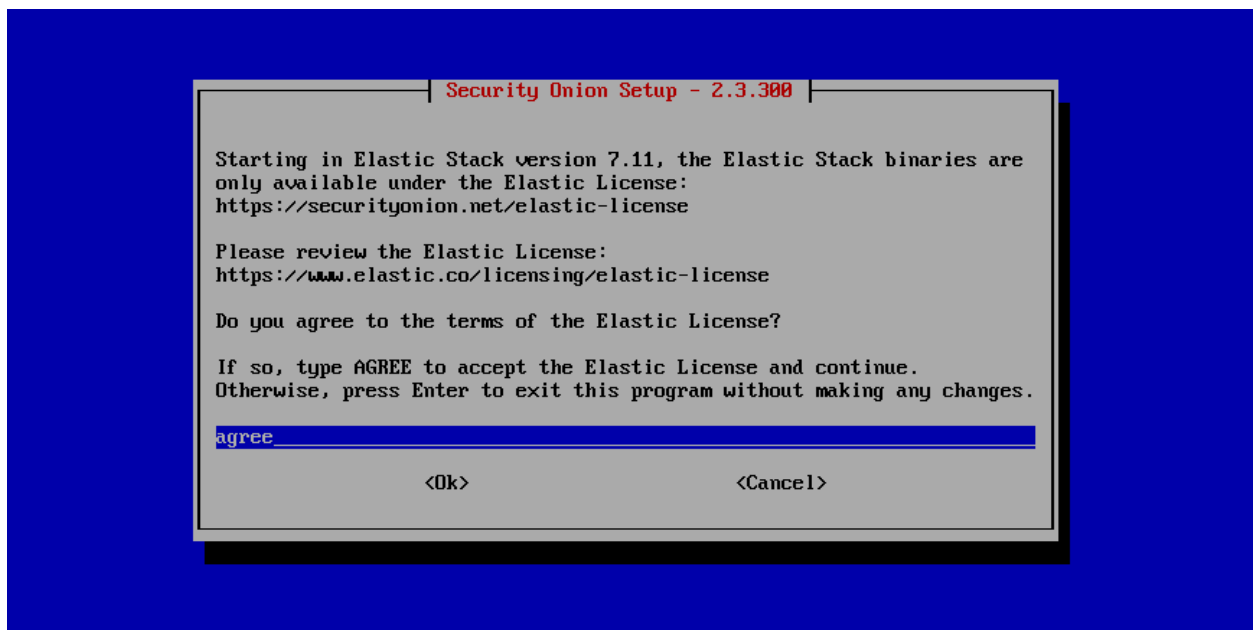 Security Onion Setup - 2.3.300
Starting in Elastic Stack version 7.11, the Elastic Stack binaries are
only available under the Elastic License:
https://securityonion.net/elastic-license
Please review the Elastic License:
https://www.elastic.co/licensing/elastic-license
Do you agree to the terms of the Elastic License?
If so, type AGREE to accept the Elastic License and continue.
Otherwise, press Enter to exit this program without making any changes.
agree
<Ok> <Cancel>